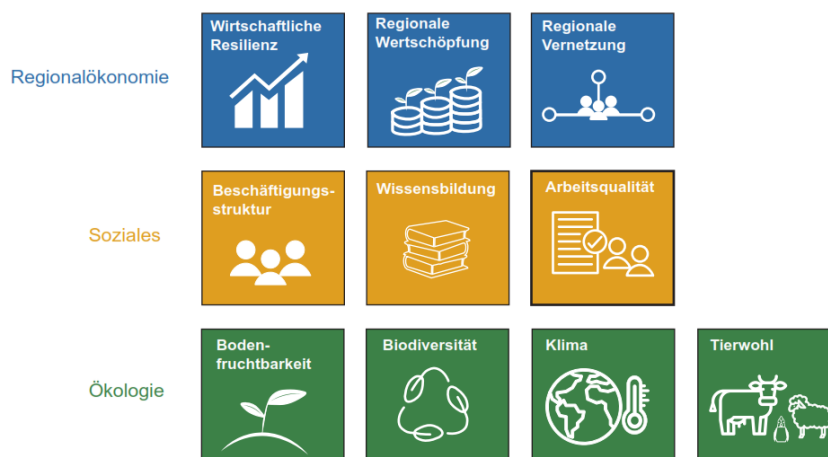 Regionalökonomie
Wirtschaftliche
Resilienz
Regionale
Wertschöpfung
Regionale
Vernetzung
Soziales
Beschäftigungs-
struktur
Wissensbildung
Arbeitsqualität
Ökologie
Boden-
fruchtbarkeit
Biodiversität
Klima
Tierwohl